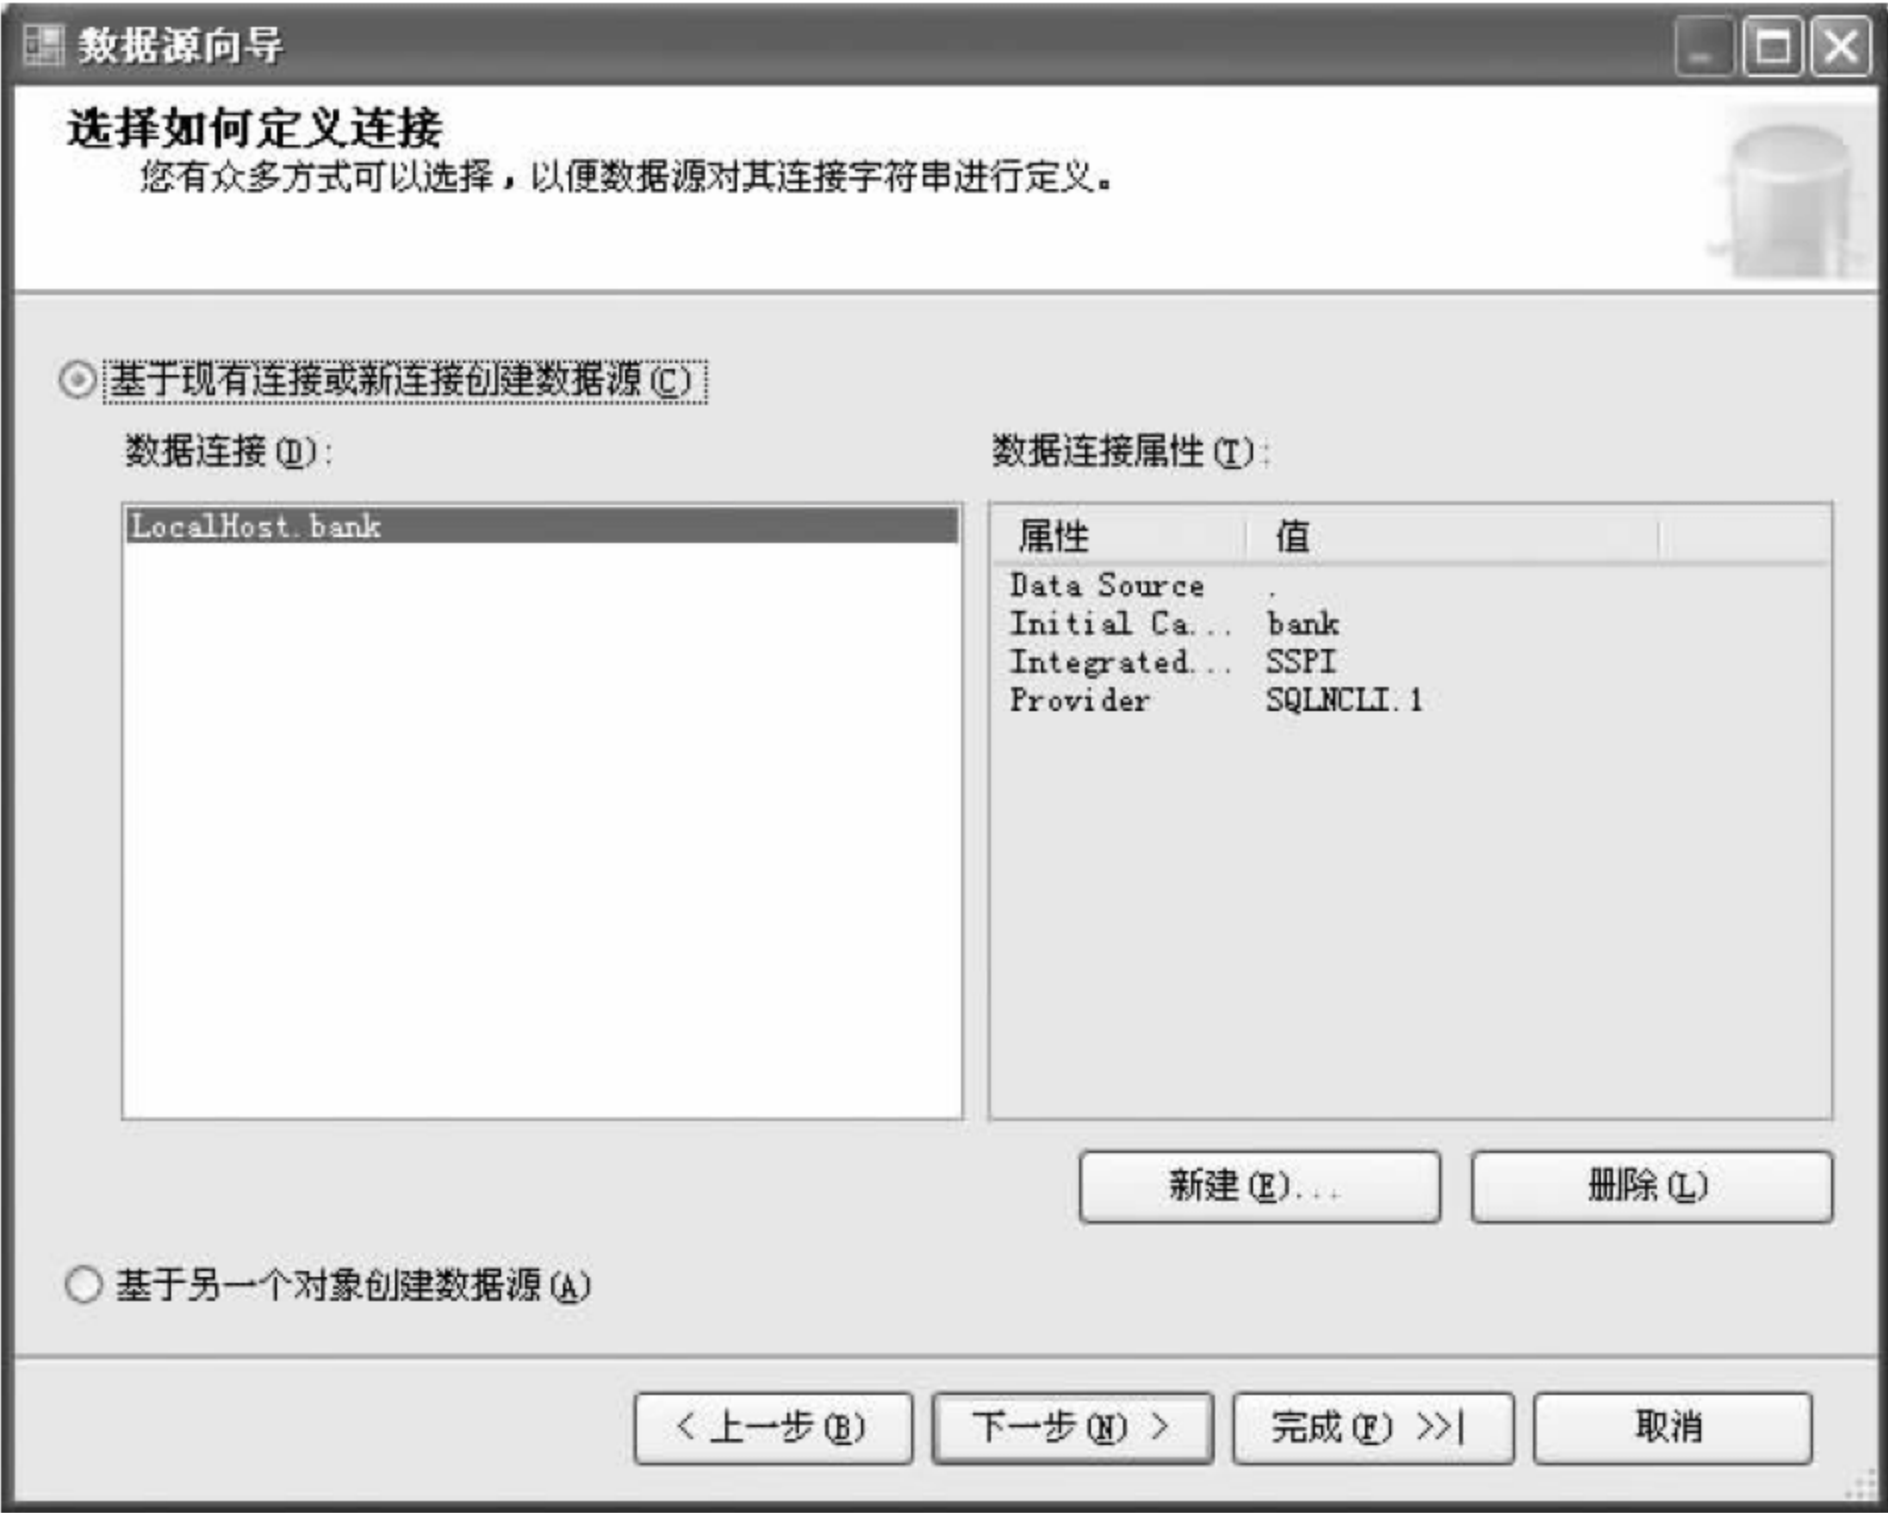 数据源向导
选择如何定义连接
您有众多方式可以选择，以便数据源对其连接字符串进行定义。
基于现有连接或新连接创建数据源(C)
数据连接(D):
数据连接属性(T):
LocalHost.bank
属性 值
Data Source .
Initial Ca... bank
Integrated... SSPI
Provider SQLNCLI.1
新建(E)...
删除(L)
基于另一个对象创建数据源(A)
< 上一步(B)
下一步(N) >
完成(F) >>|
取消